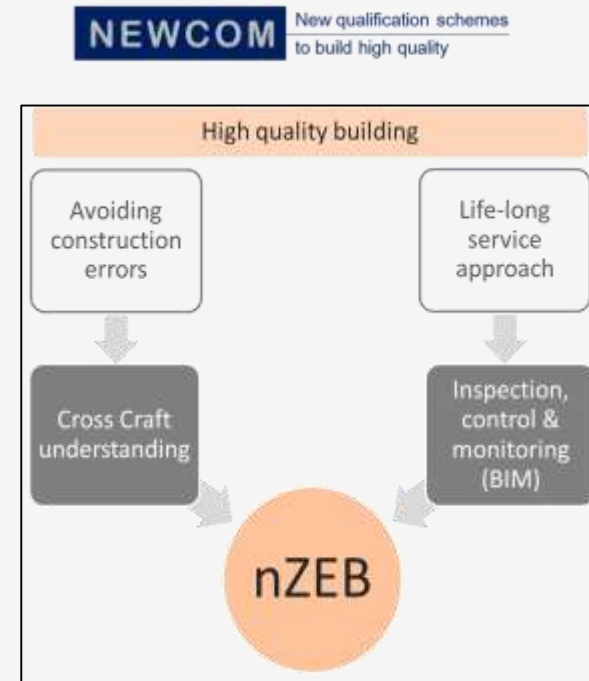 NEWCOM
New qualification schemes
to build high quality
High quality building
Avoiding
construction
errors
Life-long
service
approach
Cross Craft
understanding
Inspection,
control &
monitoring
(BIM)
nZEB